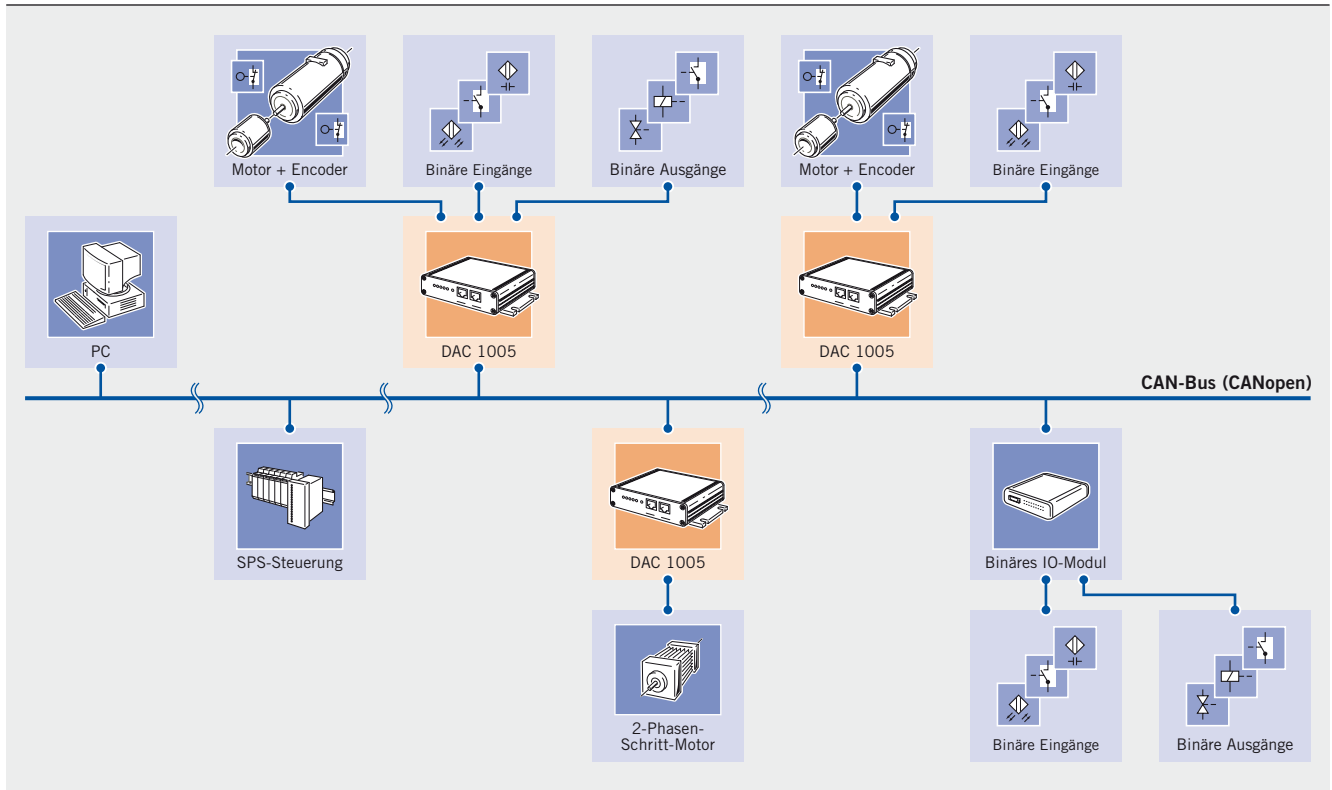 Motor + Encoder
Binäre Eingänge
Binäre Ausgänge
Motor + Encoder
Binäre Eingänge
PC
DAC 1005
DAC 1005
CAN-Bus (CANopen)
SPS-Steuerung
DAC 1005
Binäres IO-Modul
2-Phasen-
Schritt-Motor
Binäre Eingänge
Binäre Ausgänge